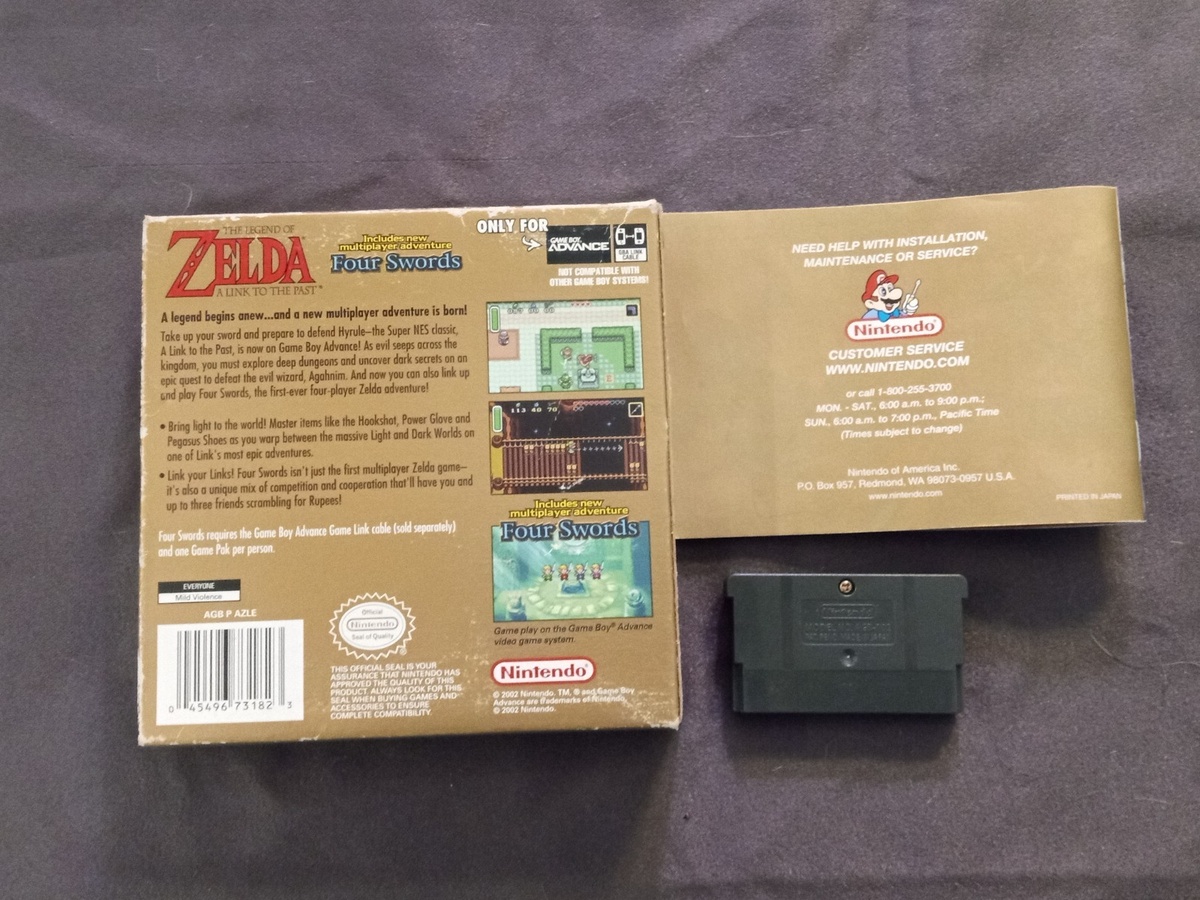 THE LEGEND OF
ZELDA
A LINK TO THE PAST
Includes new
multiplayer adventure
Four Swords
ONLY FOR
GAME BOY
ADVANCE
GBA LINK
CABLE
NOT COMPATIBLE WITH
OTHER GAME BOY SYSTEMS!
A legend begins anew...and a new multiplayer adventure is born!
Take up your sword and prepare to defend Hyrule—the Super NES classic,
A Link to the Past, is now on Game Boy Advance! As evil seeps across the
kingdom, you must explore deep dungeons and uncover dark secrets on an
epic quest to defeat the evil wizard, Agahnim. And now you can also link up
and play Four Swords, the first-ever four-player Zelda adventure!
• Bring light to the world! Master items like the Hookshot, Power Glove and
Pegasus Shoes as you warp between the massive Light and Dark Worlds on
one of Link's most epic adventures.
• Link your Links! Four Swords isn't just the first multiplayer Zelda game—
it's also a unique mix of competition and cooperation that'll have you and
up to three friends scrambling for Rupees!
Four Swords requires the Game Boy Advance Game Link cable (sold separately)
and one Game Pak per person.
EVERYONE
Mild Violence
AGB P AZLE
0 45496 73182 3
Official
Nintendo
Seal of Quality
THIS OFFICIAL SEAL IS YOUR
ASSURANCE THAT NINTENDO HAS
APPROVED THE QUALITY OF THIS
PRODUCT. ALWAYS LOOK FOR THIS
SEAL WHEN BUYING GAMES AND
ACCESSORIES TO ENSURE
COMPLETE COMPATIBILITY.
113 40 70
Includes new
multiplayer adventure
Four Swords
Game play on the Game Boy® Advance
video game system.
Nintendo
© 2002 Nintendo. TM, ® and Game Boy
Advance are trademarks of Nintendo.
© 2002 Nintendo.
NEED HELP WITH INSTALLATION,
MAINTENANCE OR SERVICE?
Nintendo
CUSTOMER SERVICE
WWW.NINTENDO.COM
or call 1-800-255-3700
MON. - SAT., 6:00 a.m. to 9:00 p.m.;
SUN., 6:00 a.m. to 7:00 p.m., Pacific Time
(Times subject to change)
Nintendo of America Inc.
P.O. Box 957, Redmond, WA 98073-0957 U.S.A.
www.nintendo.com
PRINTED IN JAPAN
Nintendo